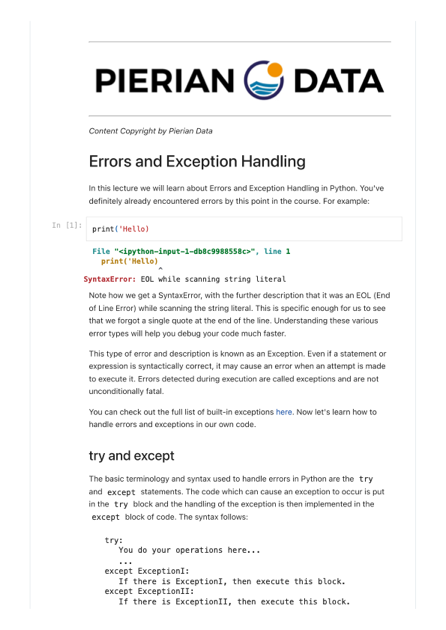 PIERIAN DATA
Content Copyright by Pierian Data
Errors and Exception Handling
In this lecture we will learn about Errors and Exception Handling in Python. You've
definitely already encountered errors by this point in the course. For example:
In [1]: print('Hello)
File "<ipython-input-1-db8c9988558c>", line 1
print('Hello)
^
SyntaxError: EOL while scanning string literal
Note how we get a SyntaxError, with the further description that it was an EOL (End
of Line Error) while scanning the string literal. This is specific enough for us to see
that we forgot a single quote at the end of the line. Understanding these various
error types will help you debug your code much faster.
This type of error and description is known as an Exception. Even if a statement or
expression is syntactically correct, it may cause an error when an attempt is made
to execute it. Errors detected during execution are called exceptions and are not
unconditionally fatal.
You can check out the full list of built-in exceptions here. Now let's learn how to
handle errors and exceptions in our own code.
try and except
The basic terminology and syntax used to handle errors in Python are the try
and except statements. The code which can cause an exception to occur is put
in the try block and the handling of the exception is then implemented in the
except block of code. The syntax follows:
try:
You do your operations here...
...
except ExceptionI:
If there is ExceptionI, then execute this block.
except ExceptionII:
If there is ExceptionII, then execute this block.